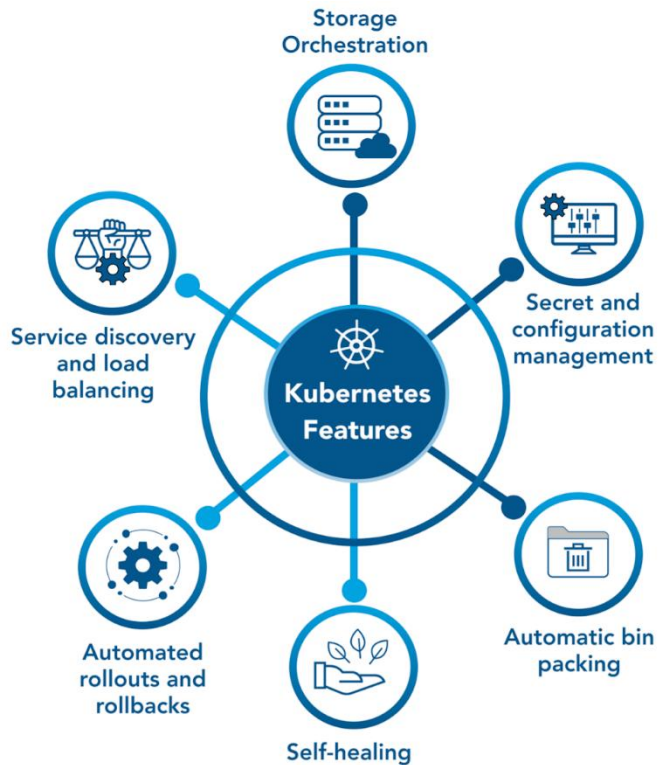 Storage
Orchestration
Secret and
configuration
management
Service discovery
and load
balancing
Kubernetes
Features
Automatic bin
packing
Automated
rollouts and
rollbacks
Self-healing